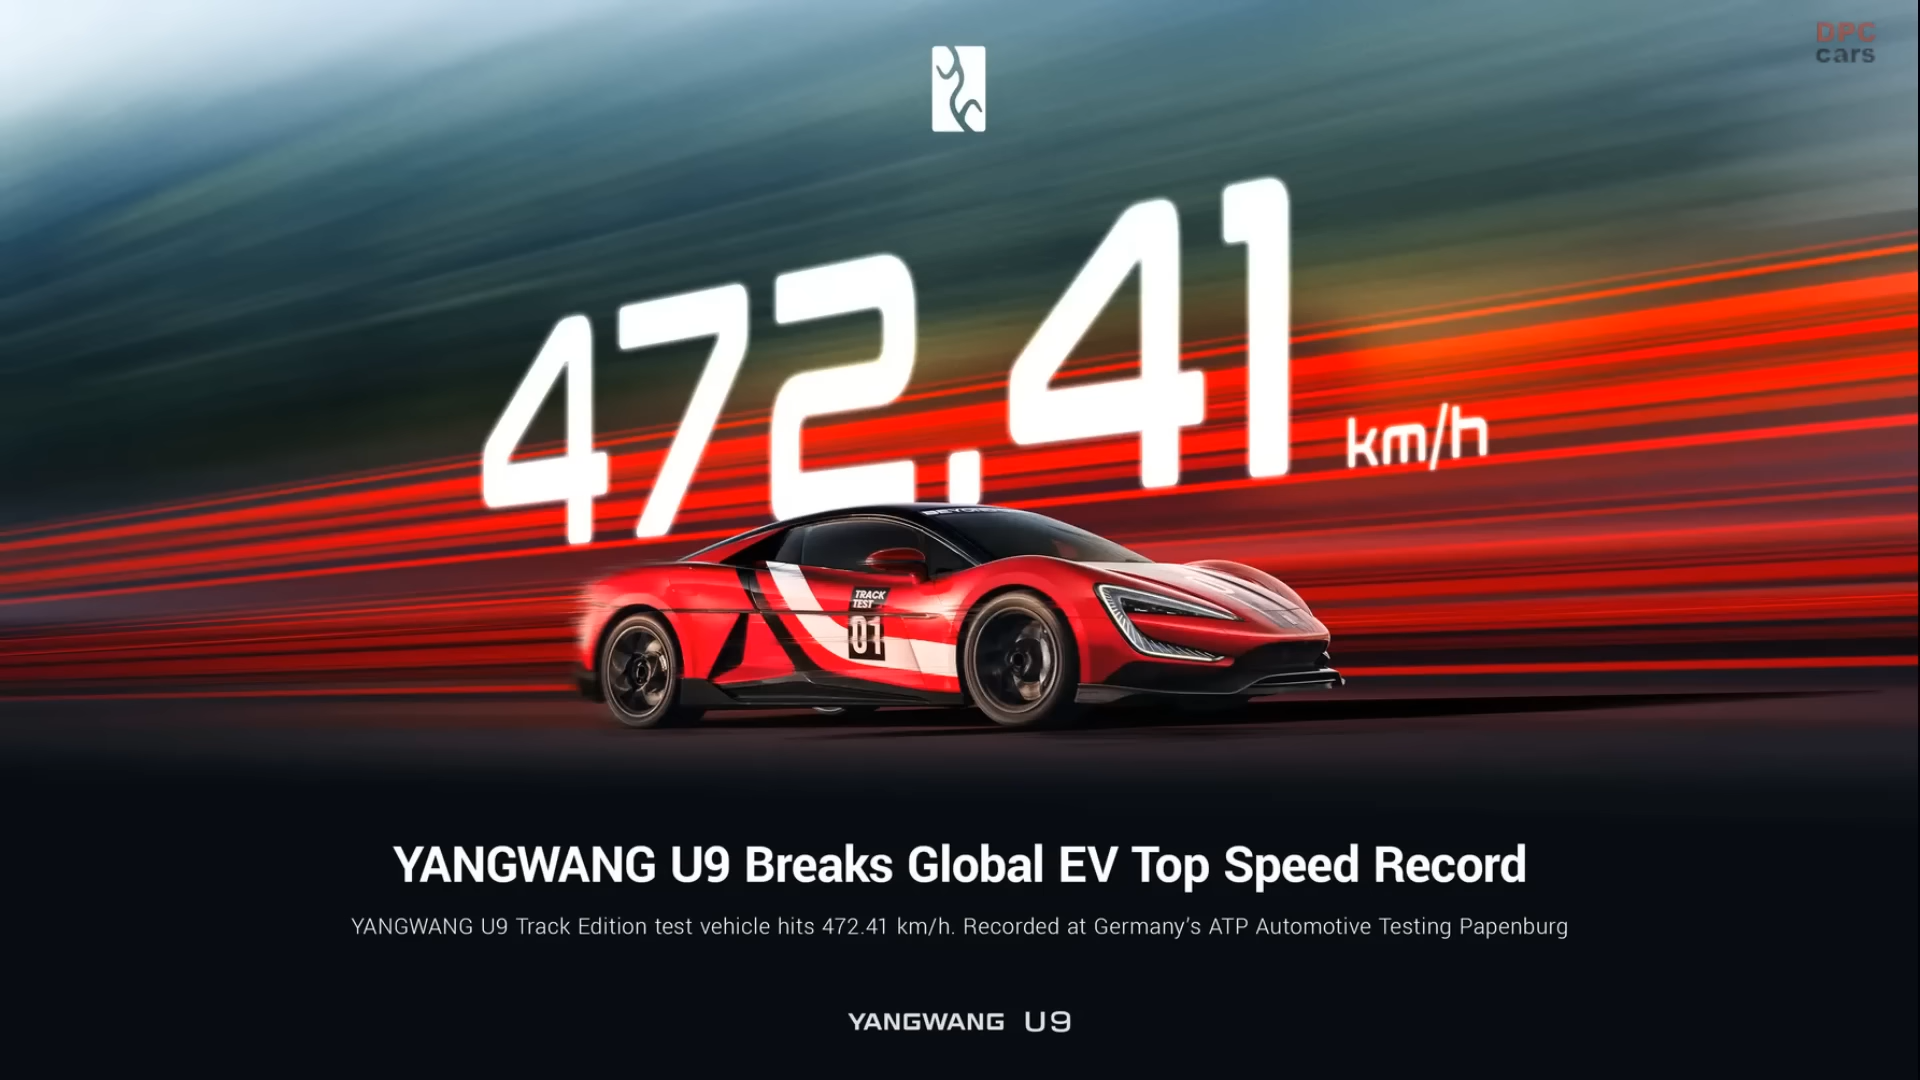 DPC
cars
472.41
km/h
TRACK
TEST
01
YANGWANG U9 Breaks Global EV Top Speed Record
YANGWANG U9 Track Edition test vehicle hits 472.41 km/h. Recorded at Germany's ATP Automotive Testing Papenburg
YANGWANG U9